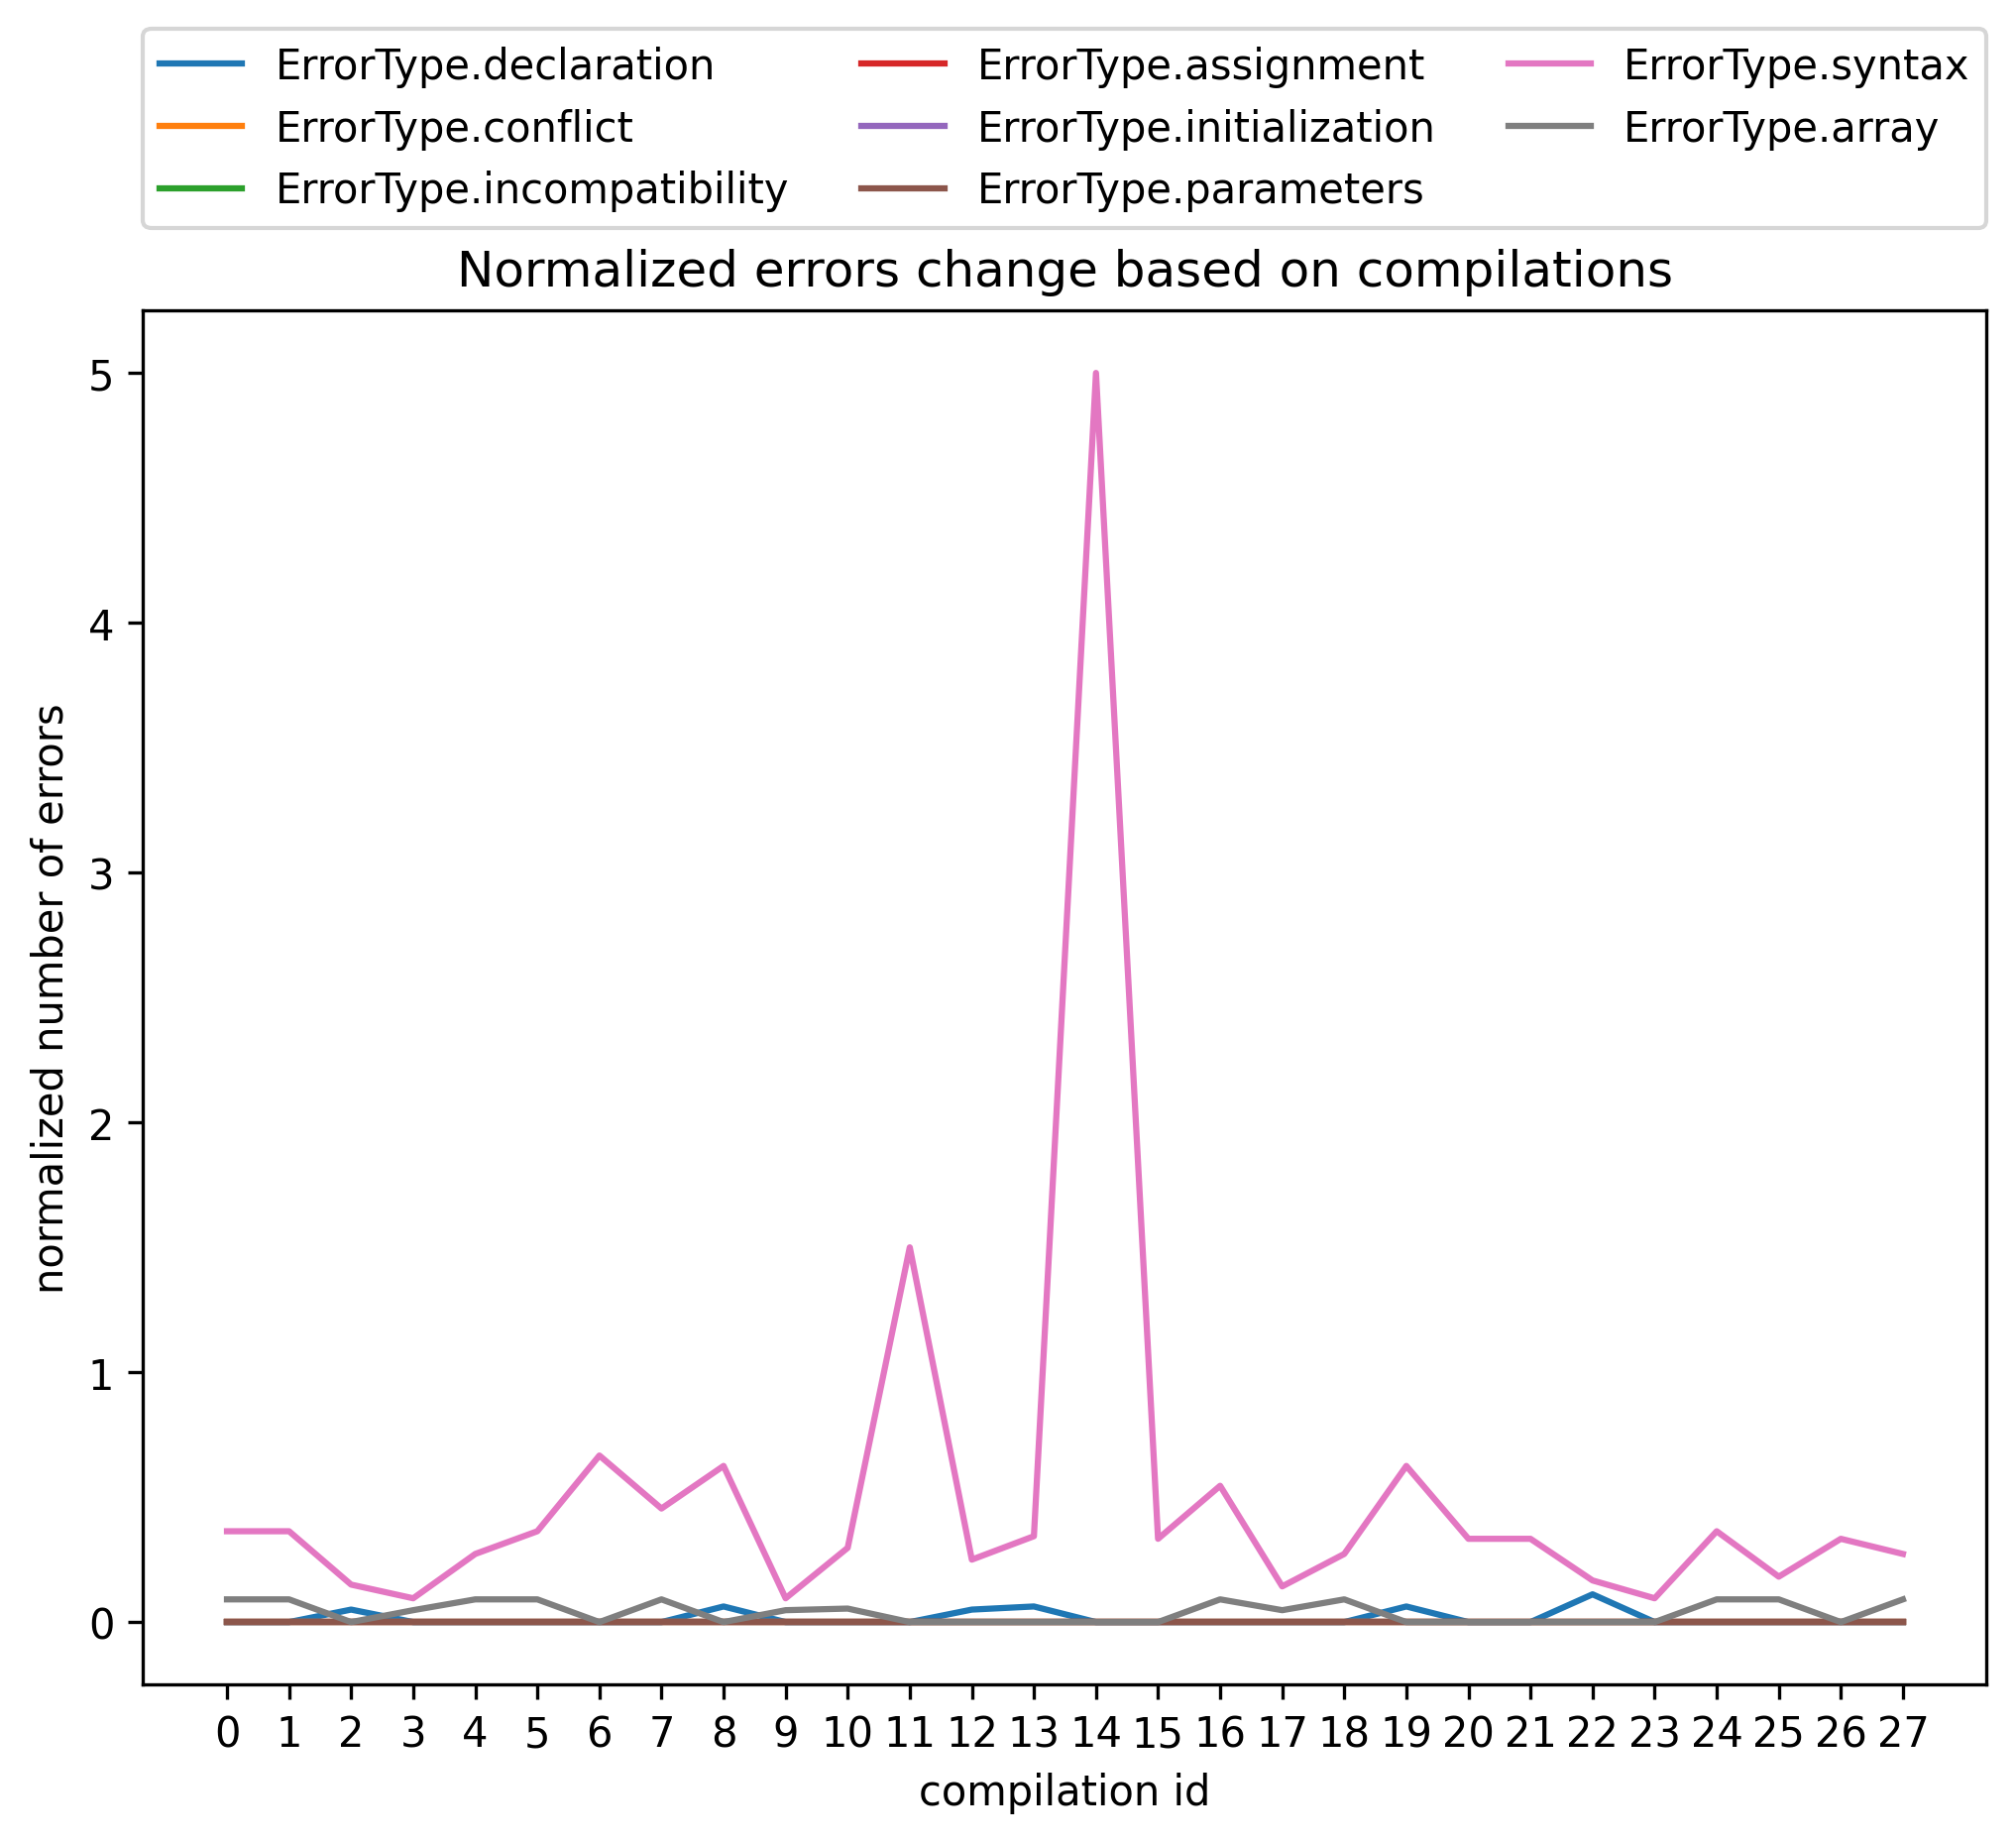 ErrorType.declaration
ErrorType.conflict
ErrorType.incompatibility
ErrorType.assignment
ErrorType.initialization
ErrorType.parameters
ErrorType.syntax
ErrorType.array
Normalized errors change based on compilations
normalized number of errors
5
4
3
2
1
0
0 1 2 3 4 5 6 7 8 9 10 11 12 13 14 15 16 17 18 19 20 21 22 23 24 25 26 27
compilation id